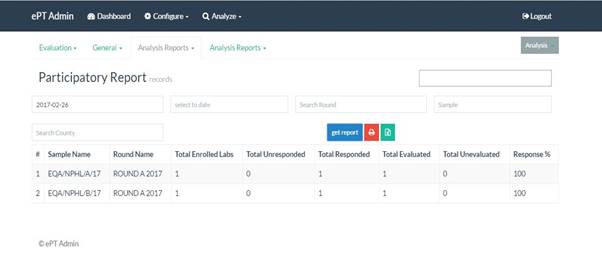 ePT Admin Dashboard Configure Analyze Logout
Evaluation General Analysis Reports Analysis Reports Analysis
Participatory Report records
2017-02-26 select to date Search Round Sample
Search County get report
# Sample Name Round Name Total Enrolled Labs Total Unresponded Total Responded Total Evaluated Total Unevaluated Response %
1 EQA/NPHL/A/17 ROUND A 2017 1 0 1 1 0 100
2 EQA/NPHL/B/17 ROUND A 2017 1 0 1 1 0 100
© ePT Admin